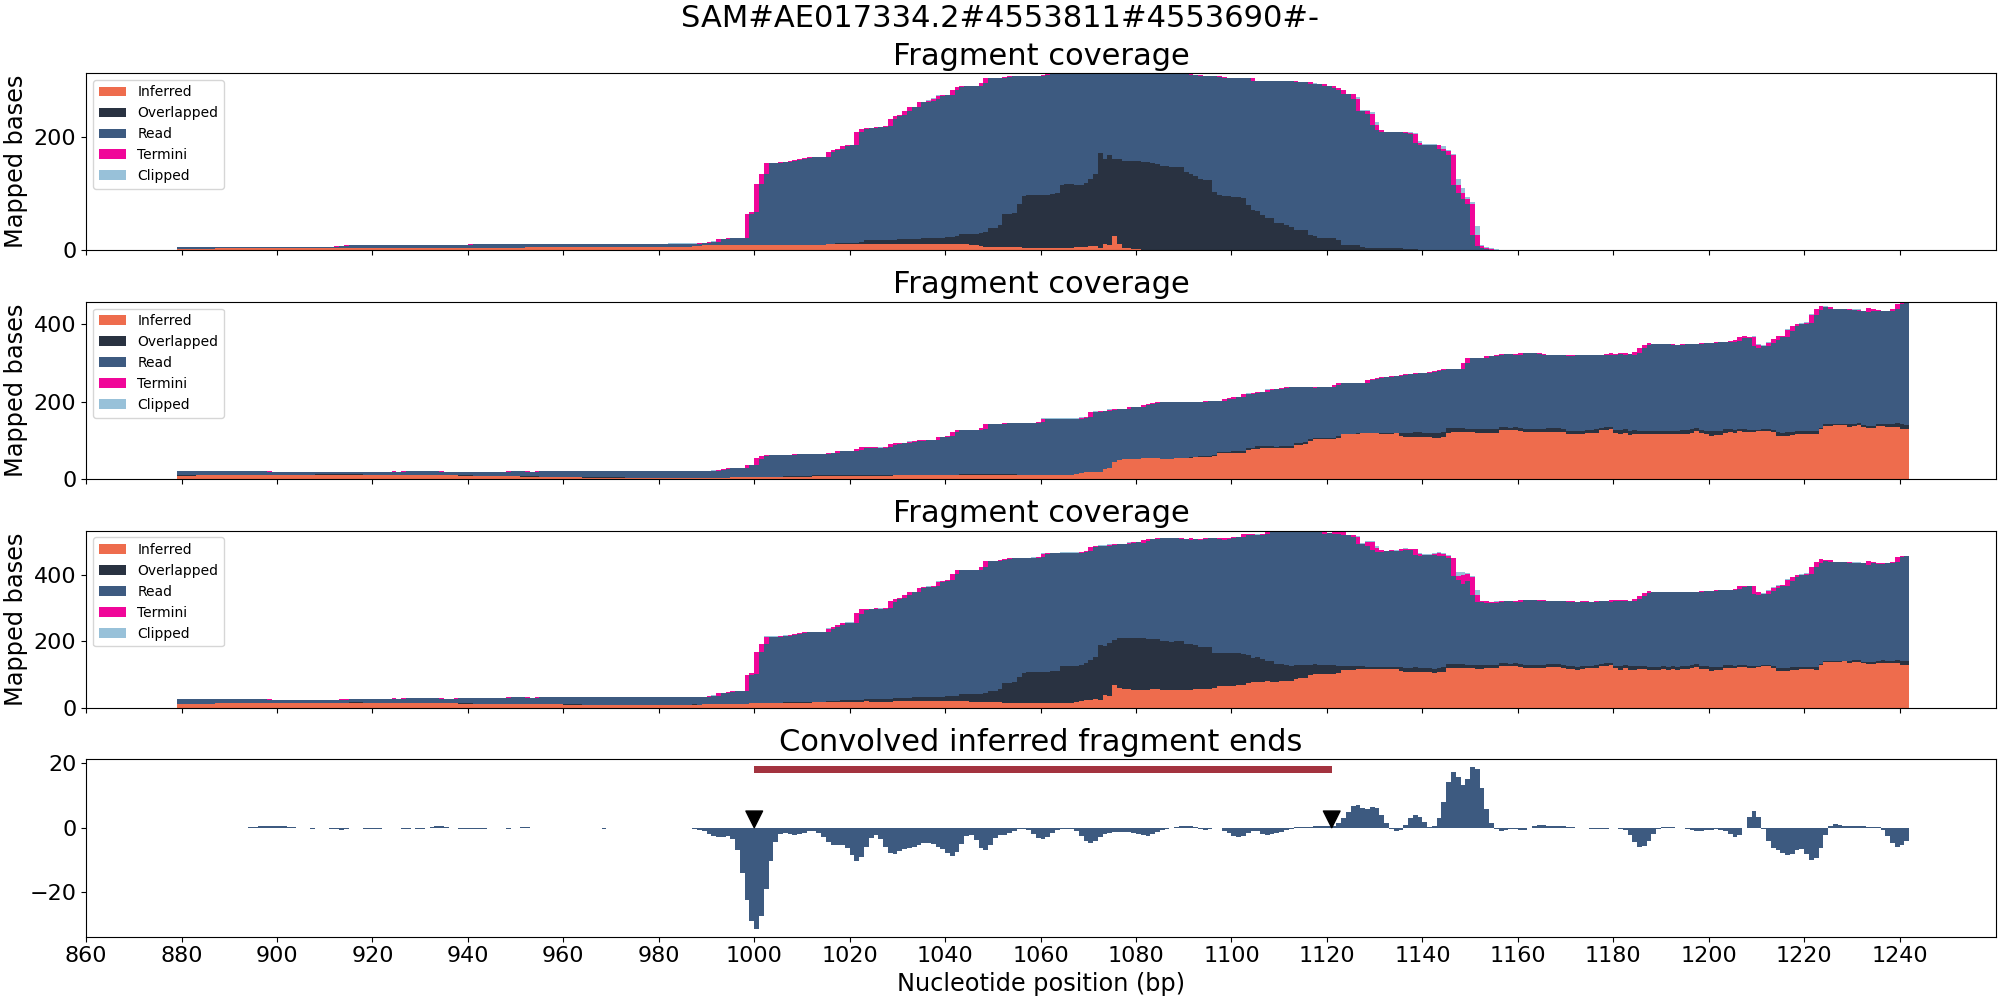 SAM#AE017334.2#4553811#4553690#-
Fragment coverage
Mapped bases
200
0
Inferred
Overlapped
Read
Termini
Clipped
Fragment coverage
Mapped bases
400
200
0
Inferred
Overlapped
Read
Termini
Clipped
Fragment coverage
Mapped bases
400
200
0
Inferred
Overlapped
Read
Termini
Clipped
Convolved inferred fragment ends
20
0
−20
860 880 900 920 940 960 980 1000 1020 1040 1060 1080 1100 1120 1140 1160 1180 1200 1220 1240
Nucleotide position (bp)